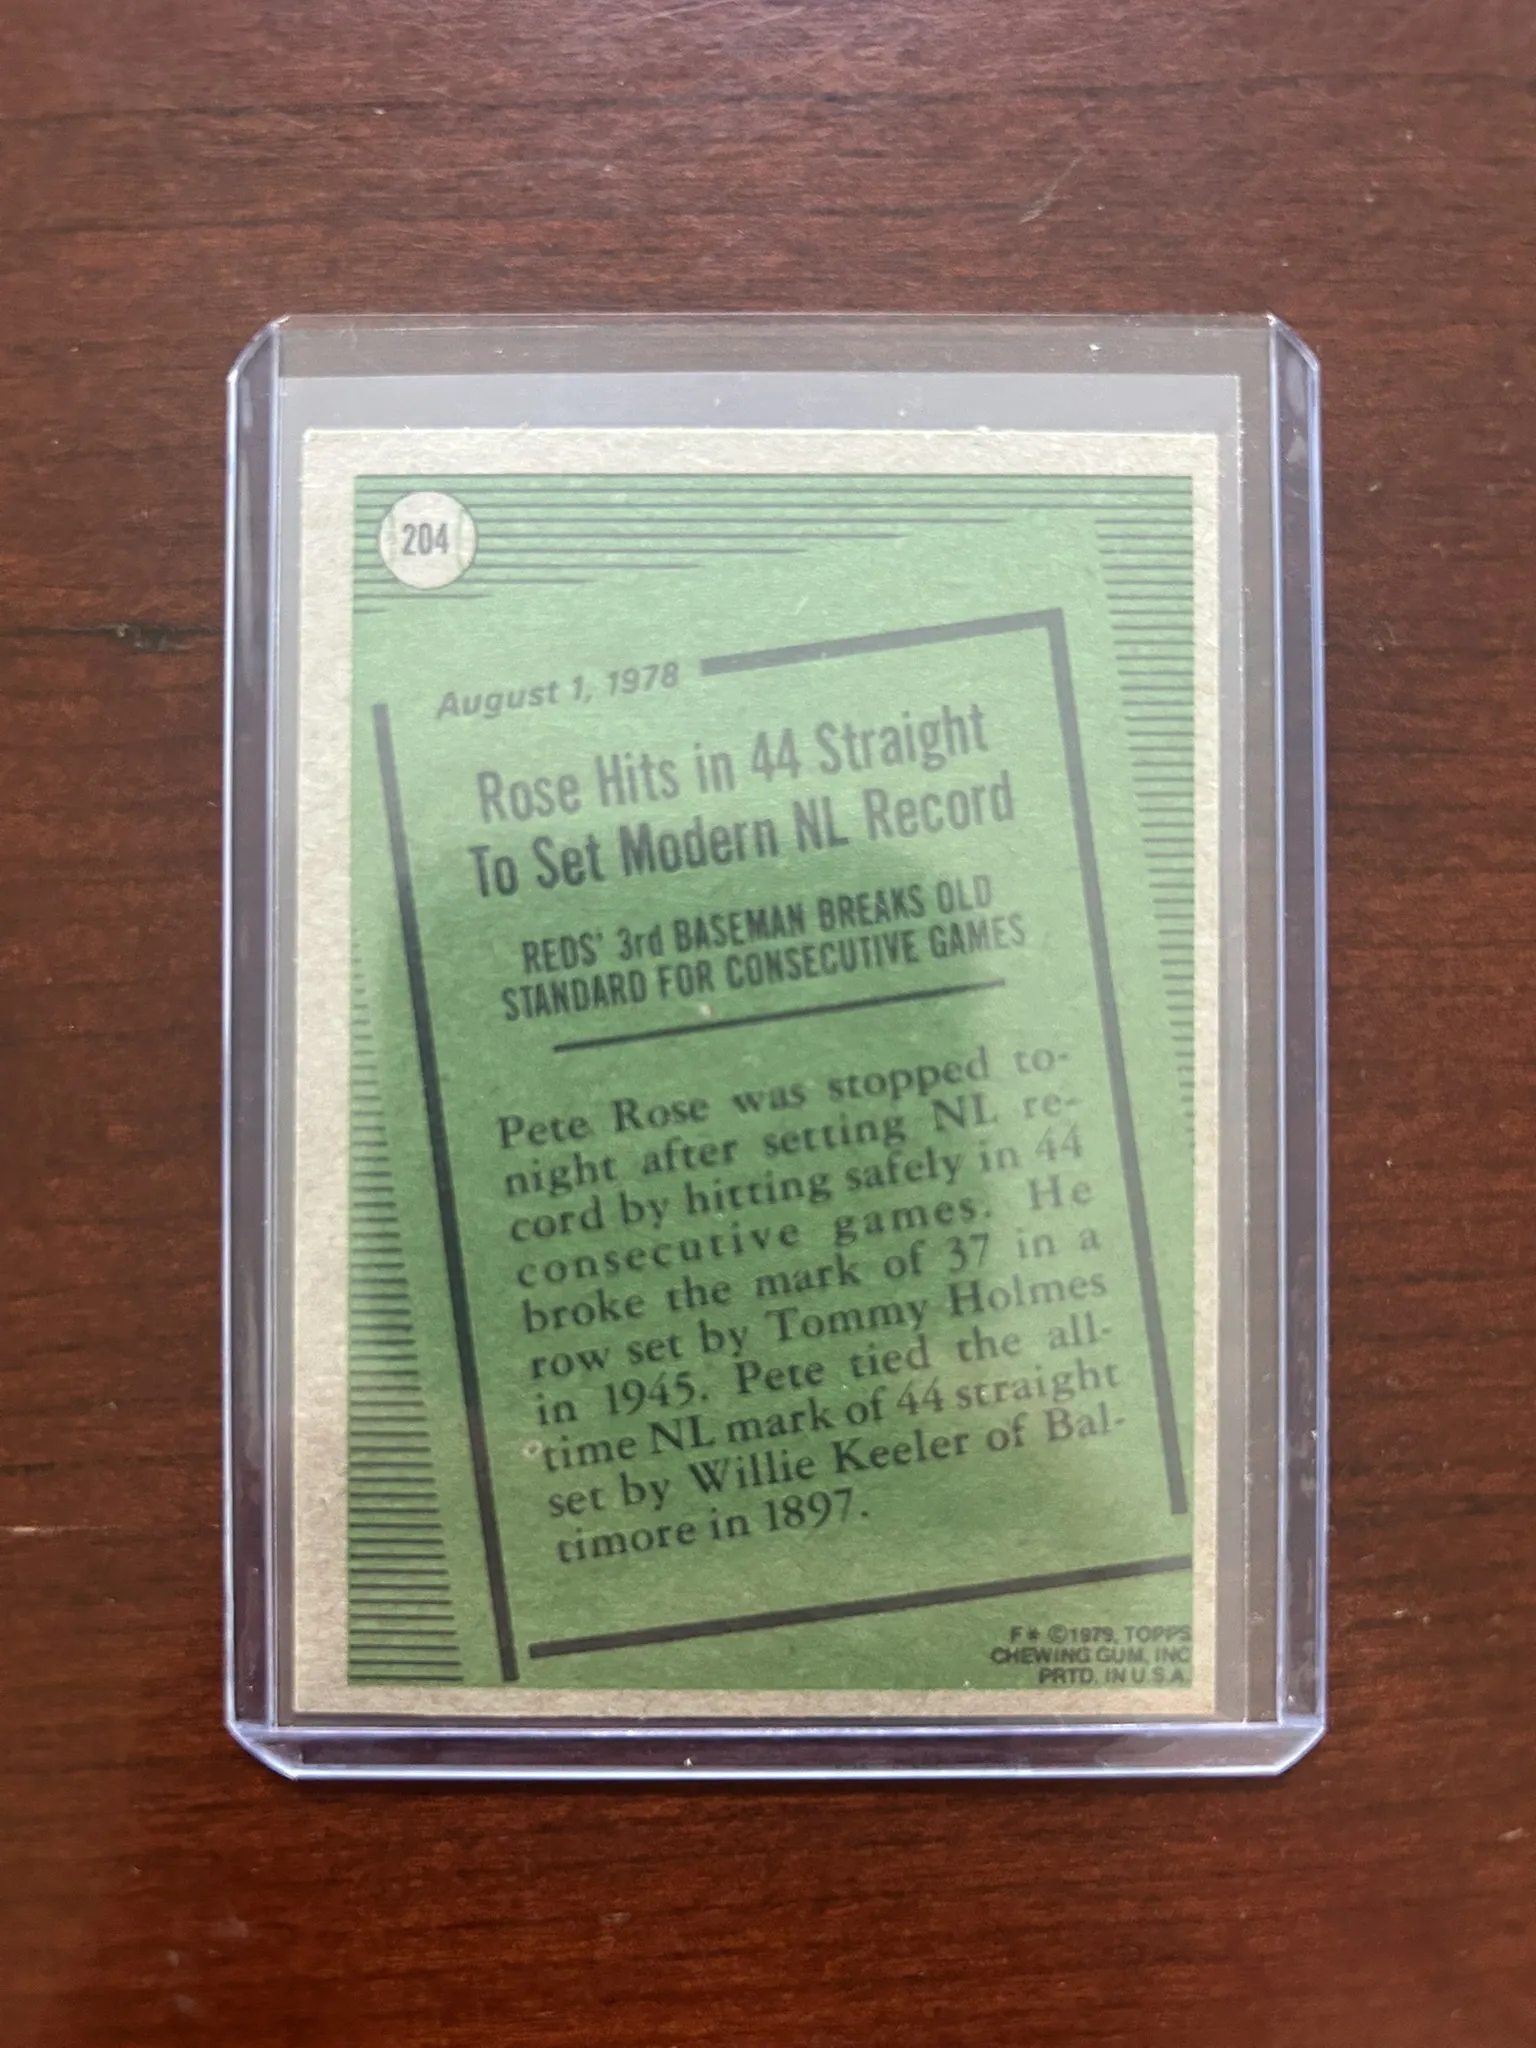 204
August 1, 1978
Rose Hits in 44 Straight
To Set Modern NL Record
REDS' 3rd BASEMAN BREAKS OLD
STANDARD FOR CONSECUTIVE GAMES
Pete Rose was stopped to-
night after setting NL re-
cord by hitting safely in 44
consecutive games. He
broke the mark of 37 in a
row set by Tommy Holmes
in 1945. Pete tied the all-
time NL mark of 44 straight
set by Willie Keeler of Bal-
timore in 1897.
F* ©1979, TOPPS
CHEWING GUM, INC
PRTD. IN U.S.A.